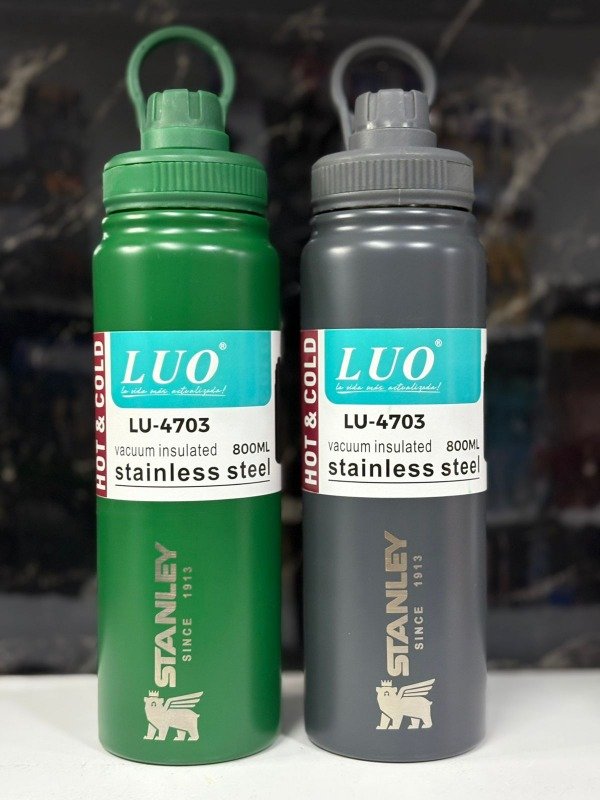 HOT & COLD
LUO®
la vida más actualizada!
LU-4703
vacuum insulated 800ML
stainless steel
STANLEY
SINCE 1913
HOT & COLD
LUO®
la vida más actualizada!
LU-4703
vacuum insulated 800ML
stainless steel
STANLEY
SINCE 1913